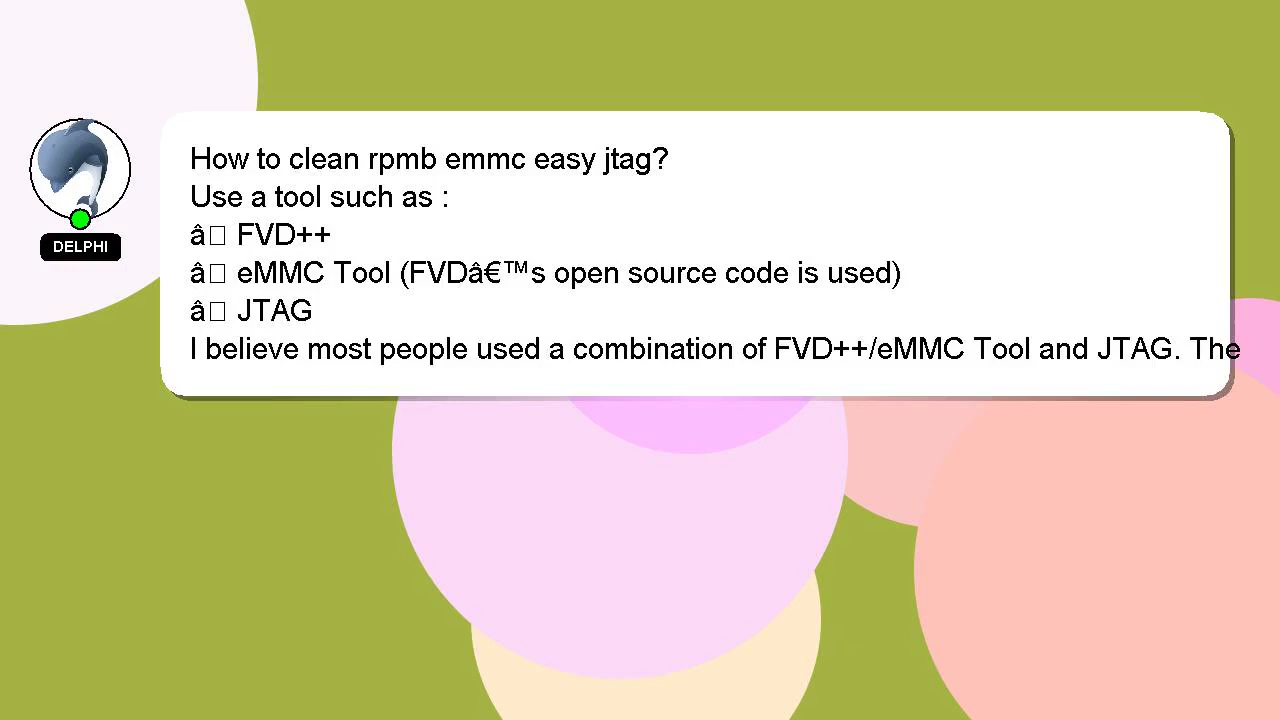 How to clean rpmb emmc easy jtag?
Use a tool such as :
â□ FVD++
â□ eMMC Tool (FVDâ€™s open source code is used)
â□ JTAG
I believe most people used a combination of FVD++/eMMC Tool and JTAG. The
DELPHI